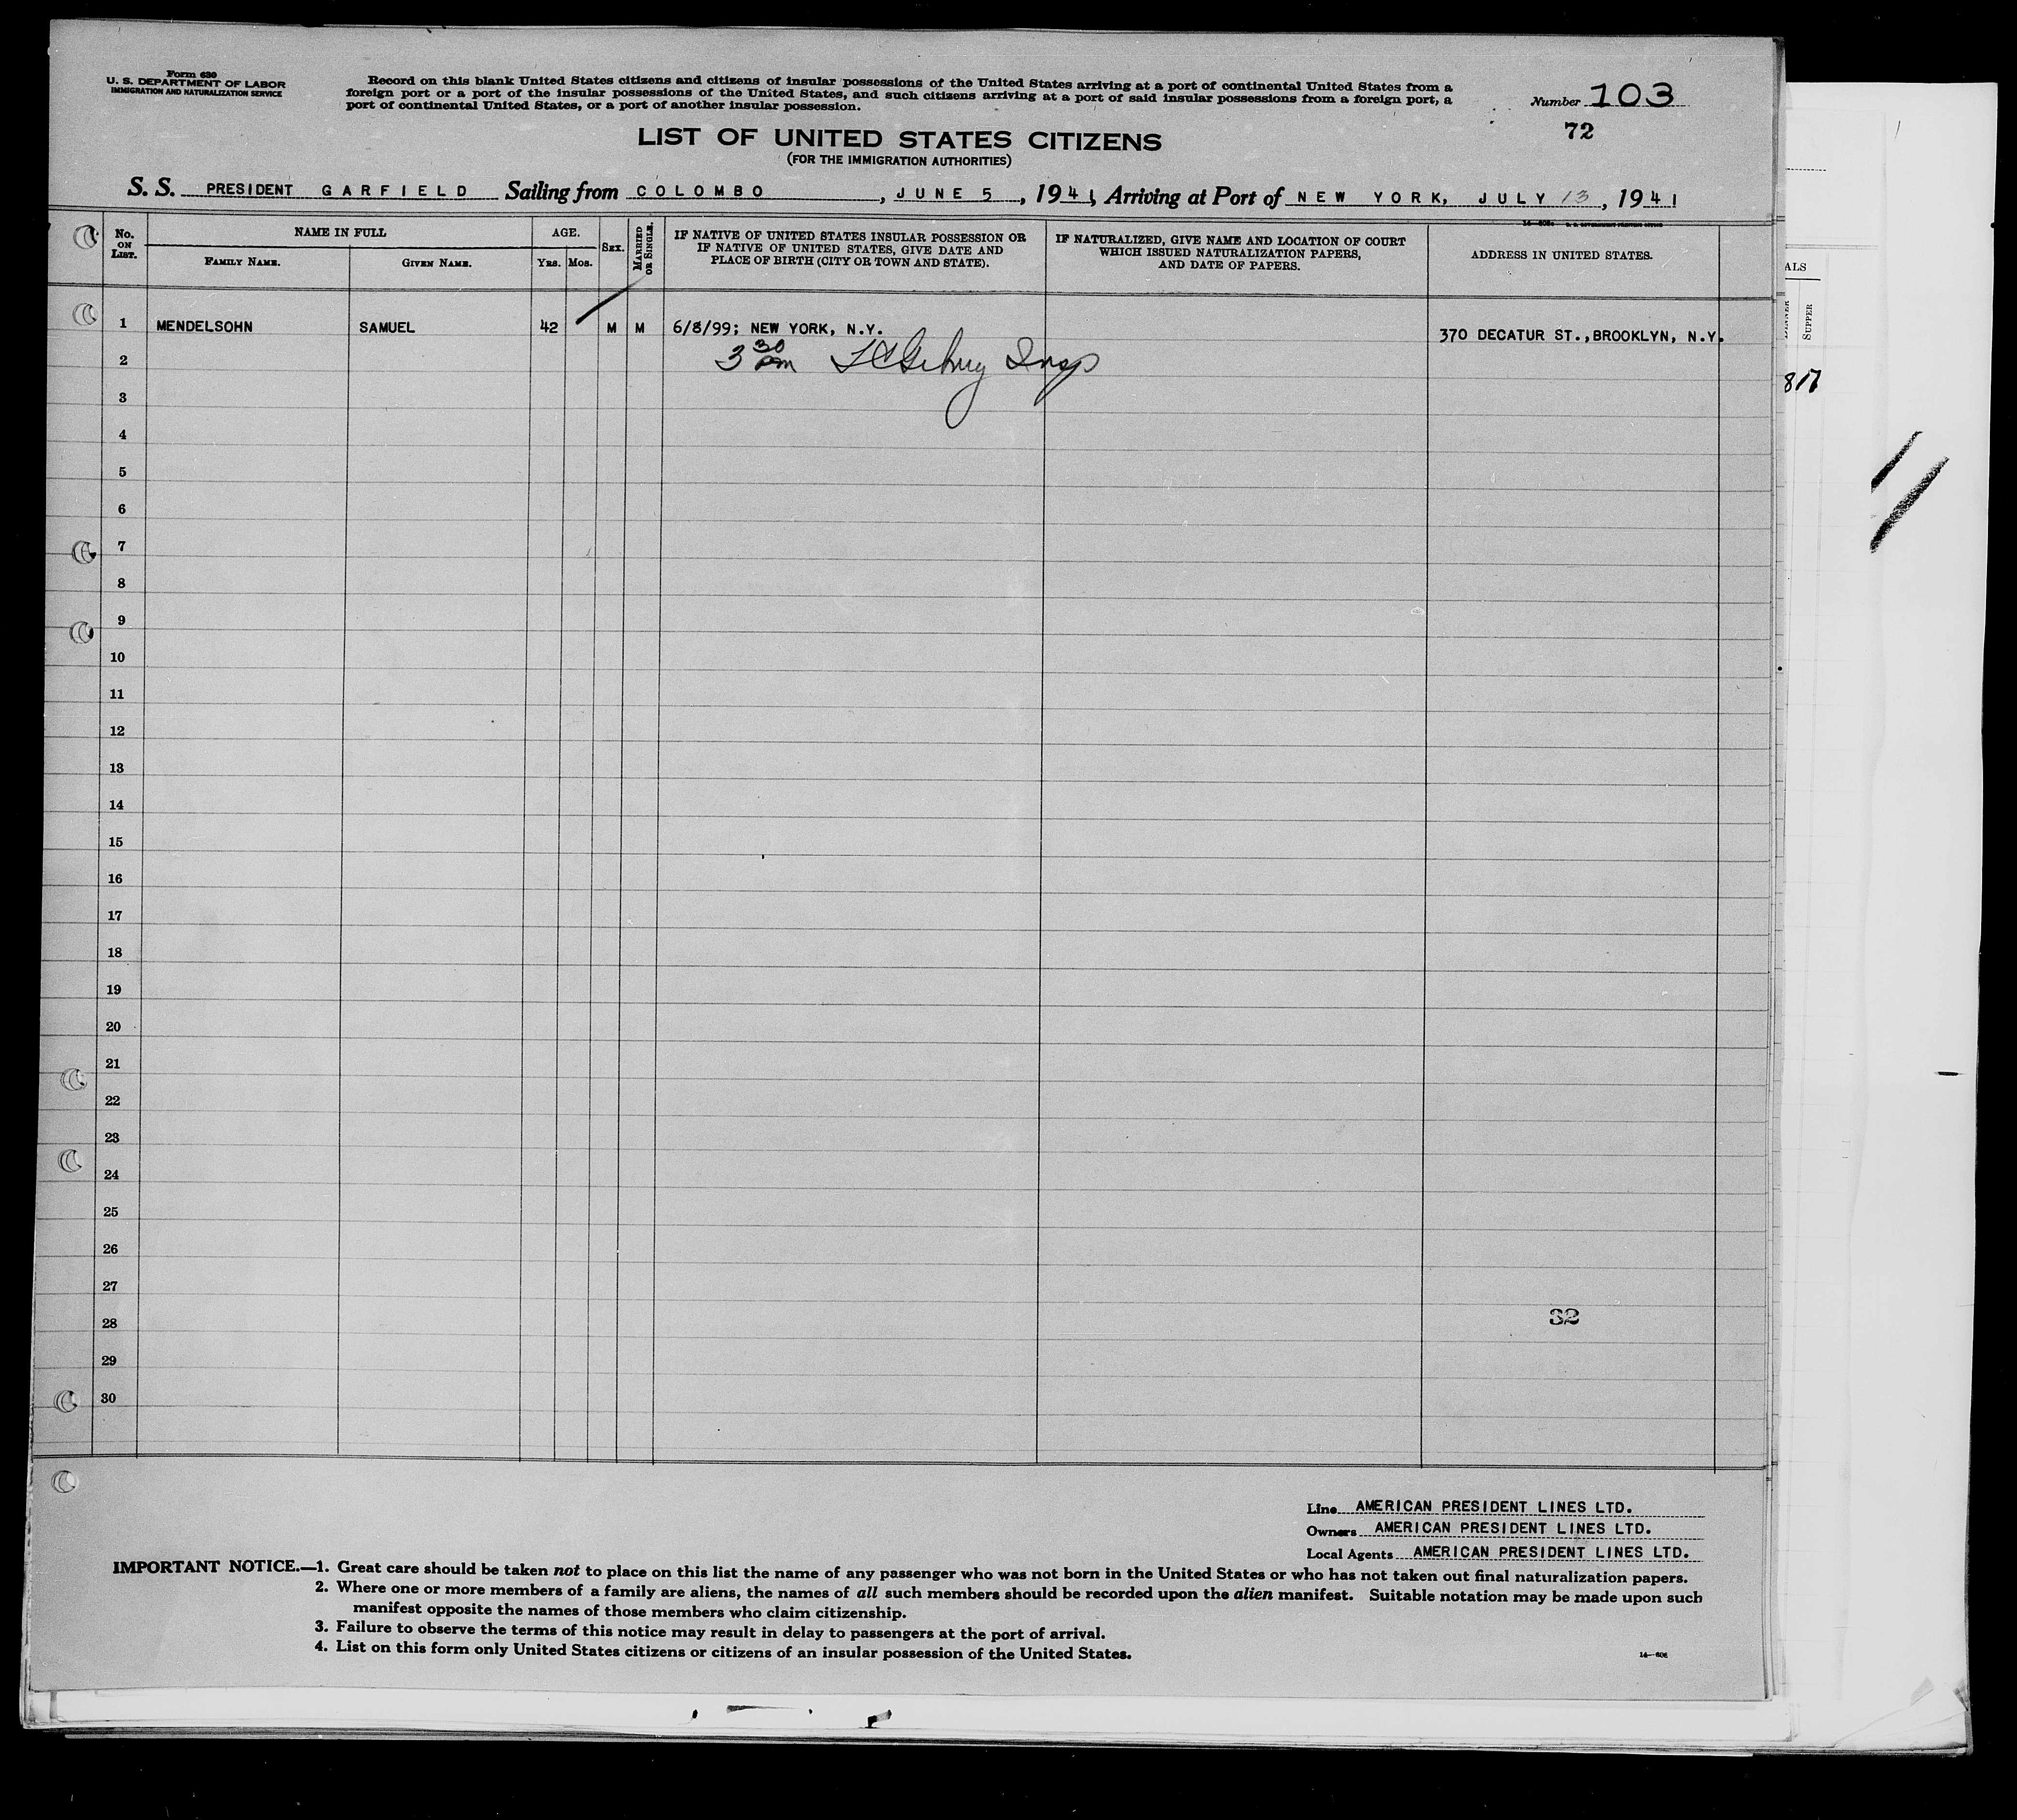 Form 630
U. S. DEPARTMENT OF LABOR
IMMIGRATION AND NATURALIZATION SERVICE
Record on this blank United States citizens and citizens of insular possessions of the United States arriving at a port of continental United States from a
foreign port or a port of the insular possessions of the United States, and such citizens arriving at a port of said insular possessions from a foreign port, a
port of continental United States, or a port of another insular possession.
Number 103
72
LIST OF UNITED STATES CITIZENS
(FOR THE IMMIGRATION AUTHORITIES)
S. S. PRESIDENT GARFIELD Sailing from COLOMBO, JUNE 5, 1941, Arriving at Port of NEW YORK, JULY 13, 1941
No. ON LIST.
NAME IN FULL
FAMILY NAME.
GIVEN NAME.
AGE.
YRS.
MOS.
SEX.
MARRIED OR SINGLE.
IF NATIVE OF UNITED STATES INSULAR POSSESSION OR
IF NATIVE OF UNITED STATES, GIVE DATE AND
PLACE OF BIRTH (CITY OR TOWN AND STATE).
IF NATURALIZED, GIVE NAME AND LOCATION OF COURT
WHICH ISSUED NATURALIZATION PAPERS,
AND DATE OF PAPERS.
ADDRESS IN UNITED STATES.
ALS
SUPPER
1 MENDELSOHN SAMUEL 42 M M 6/8/99; NEW YORK, N.Y. 370 DECATUR ST.,BROOKLYN, N.Y.
2 3 30 pm Insp
3
817
4
5
6
7
8
9
10
11
12
13
14
15
16
17
18
19
20
21
22
23
24
25
26
27
28 32
29
30
Line AMERICAN PRESIDENT LINES LTD.
Owners AMERICAN PRESIDENT LINES LTD.
Local Agents AMERICAN PRESIDENT LINES LTD.
IMPORTANT NOTICE.—1. Great care should be taken not to place on this list the name of any passenger who was not born in the United States or who has not taken out final naturalization papers.
2. Where one or more members of a family are aliens, the names of all such members should be recorded upon the alien manifest. Suitable notation may be made upon such
manifest opposite the names of those members who claim citizenship.
3. Failure to observe the terms of this notice may result in delay to passengers at the port of arrival.
4. List on this form only United States citizens or citizens of an insular possession of the United States.
14—606